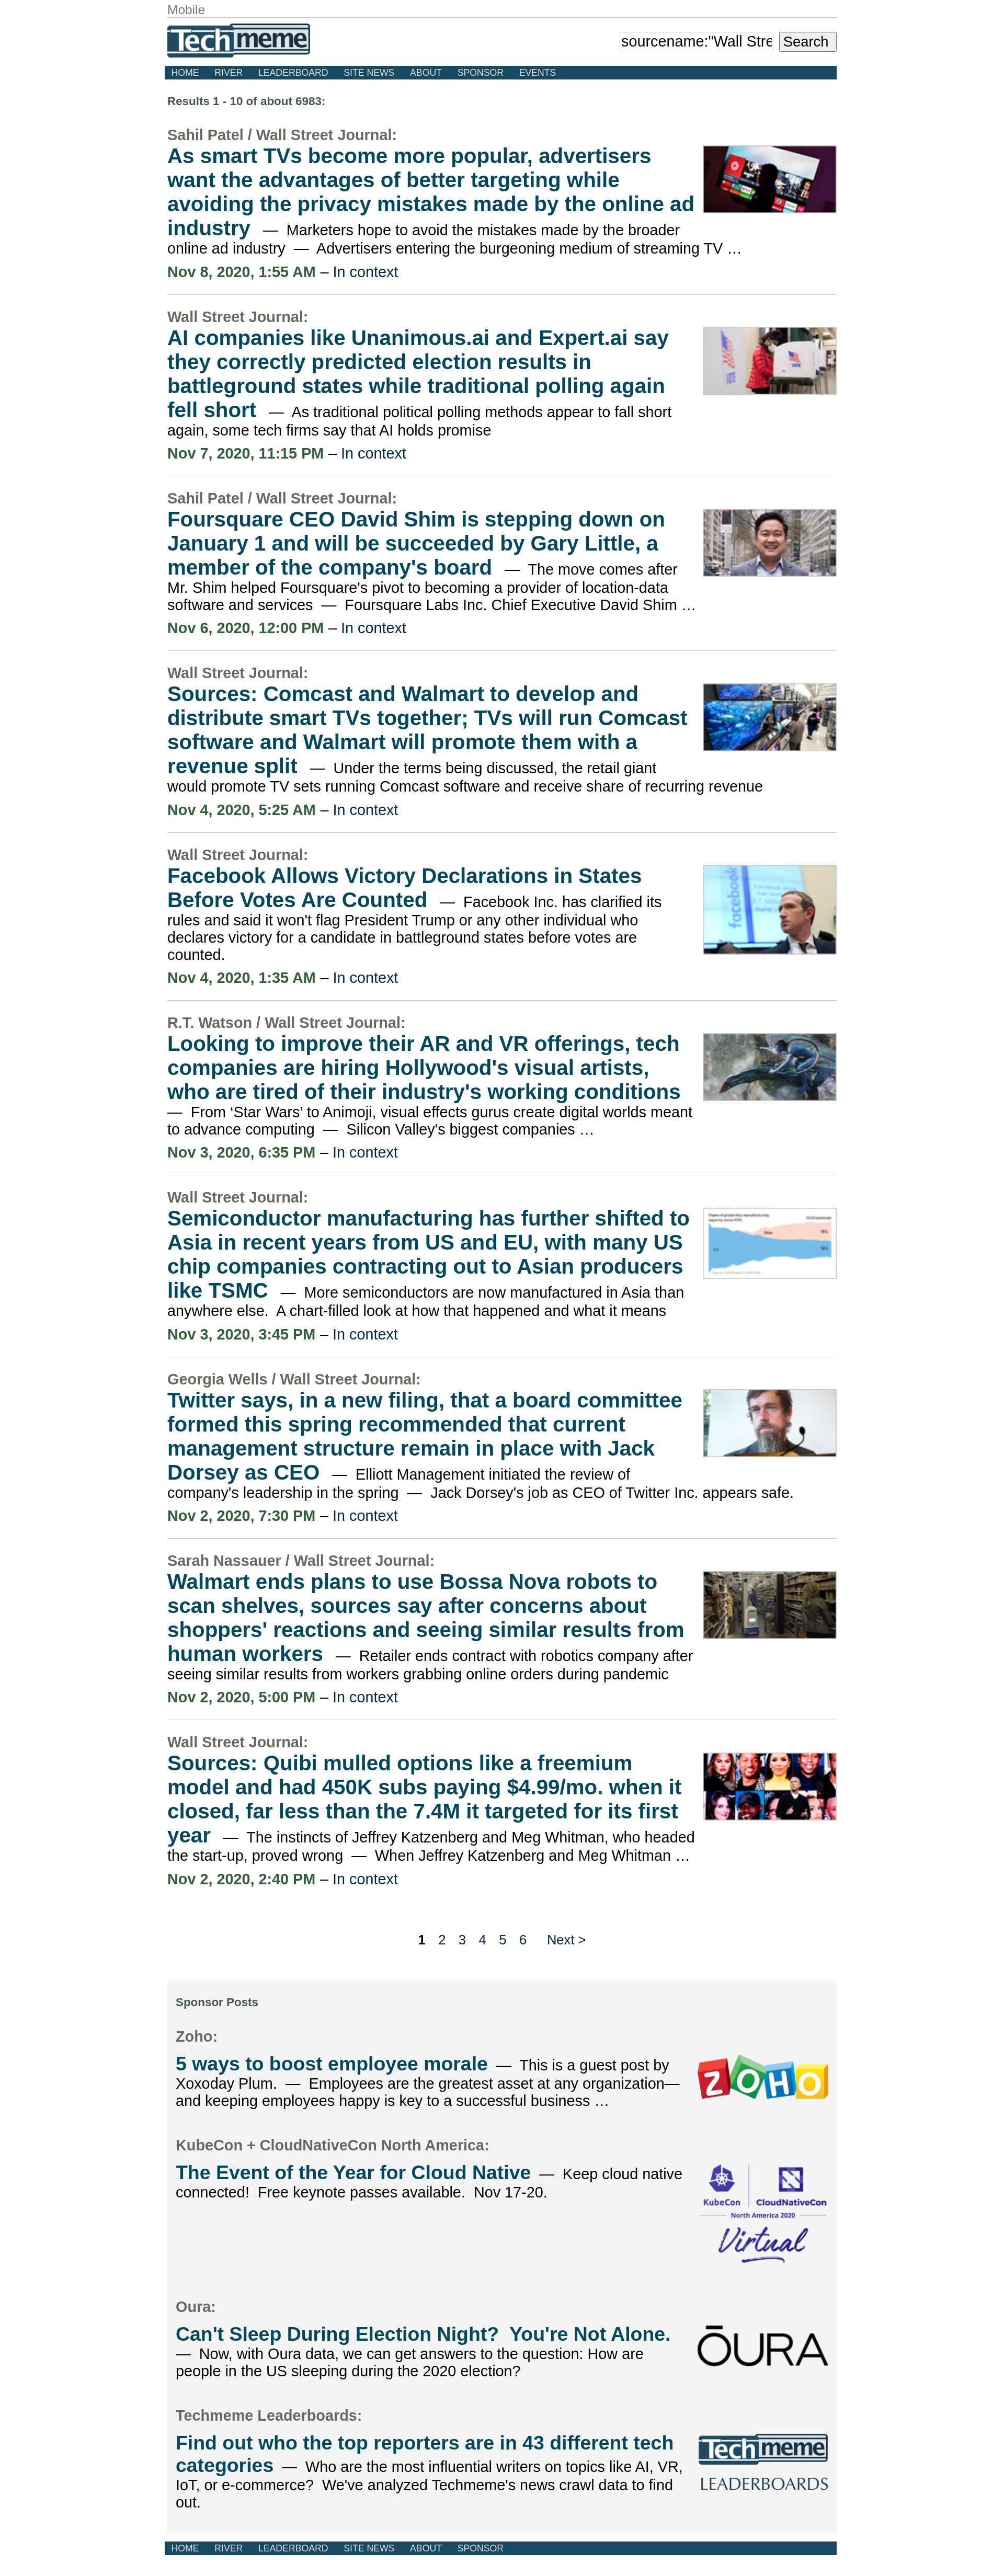 Mobile
Techmeme
sourcename:"Wall Stre
Search
HOME RIVER LEADERBOARD SITE NEWS ABOUT SPONSOR EVENTS
Results 1 - 10 of about 6983:
Sahil Patel / Wall Street Journal:
As smart TVs become more popular, advertisers
want the advantages of better targeting while
avoiding the privacy mistakes made by the online ad
industry — Marketers hope to avoid the mistakes made by the broader
online ad industry — Advertisers entering the burgeoning medium of streaming TV …
Nov 8, 2020, 1:55 AM – In context
Wall Street Journal:
AI companies like Unanimous.ai and Expert.ai say
they correctly predicted election results in
battleground states while traditional polling again
fell short — As traditional political polling methods appear to fall short
again, some tech firms say that AI holds promise
Nov 7, 2020, 11:15 PM – In context
Sahil Patel / Wall Street Journal:
Foursquare CEO David Shim is stepping down on
January 1 and will be succeeded by Gary Little, a
member of the company's board — The move comes after
Mr. Shim helped Foursquare's pivot to becoming a provider of location-data
software and services — Foursquare Labs Inc. Chief Executive David Shim …
Nov 6, 2020, 12:00 PM – In context
Wall Street Journal:
Sources: Comcast and Walmart to develop and
distribute smart TVs together; TVs will run Comcast
software and Walmart will promote them with a
revenue split — Under the terms being discussed, the retail giant
would promote TV sets running Comcast software and receive share of recurring revenue
Nov 4, 2020, 5:25 AM – In context
Wall Street Journal:
Facebook Allows Victory Declarations in States
Before Votes Are Counted — Facebook Inc. has clarified its
rules and said it won't flag President Trump or any other individual who
declares victory for a candidate in battleground states before votes are
counted.
Nov 4, 2020, 1:35 AM – In context
R.T. Watson / Wall Street Journal:
Looking to improve their AR and VR offerings, tech
companies are hiring Hollywood's visual artists,
who are tired of their industry's working conditions
— From ‘Star Wars’ to Animoji, visual effects gurus create digital worlds meant
to advance computing — Silicon Valley's biggest companies …
Nov 3, 2020, 6:35 PM – In context
Wall Street Journal:
Semiconductor manufacturing has further shifted to
Asia in recent years from US and EU, with many US
chip companies contracting out to Asian producers
like TSMC — More semiconductors are now manufactured in Asia than
anywhere else. A chart-filled look at how that happened and what it means
Nov 3, 2020, 3:45 PM – In context
Georgia Wells / Wall Street Journal:
Twitter says, in a new filing, that a board committee
formed this spring recommended that current
management structure remain in place with Jack
Dorsey as CEO — Elliott Management initiated the review of
company's leadership in the spring — Jack Dorsey's job as CEO of Twitter Inc. appears safe.
Nov 2, 2020, 7:30 PM – In context
Sarah Nassauer / Wall Street Journal:
Walmart ends plans to use Bossa Nova robots to
scan shelves, sources say after concerns about
shoppers' reactions and seeing similar results from
human workers — Retailer ends contract with robotics company after
seeing similar results from workers grabbing online orders during pandemic
Nov 2, 2020, 5:00 PM – In context
Wall Street Journal:
Sources: Quibi mulled options like a freemium
model and had 450K subs paying $4.99/mo. when it
closed, far less than the 7.4M it targeted for its first
year — The instincts of Jeffrey Katzenberg and Meg Whitman, who headed
the start-up, proved wrong — When Jeffrey Katzenberg and Meg Whitman …
Nov 2, 2020, 2:40 PM – In context
1 2 3 4 5 6 Next >
Sponsor Posts
Zoho:
5 ways to boost employee morale — This is a guest post by
Xoxoday Plum. — Employees are the greatest asset at any organization—
and keeping employees happy is key to a successful business …
ZOHO
KubeCon + CloudNativeCon North America:
The Event of the Year for Cloud Native — Keep cloud native
connected! Free keynote passes available. Nov 17-20.
KubeCon CloudNativeCon
North America 2020
Virtual
Oura:
Can't Sleep During Election Night? You're Not Alone.
— Now, with Oura data, we can get answers to the question: How are
people in the US sleeping during the 2020 election?
ŌURA
Techmeme Leaderboards:
Find out who the top reporters are in 43 different tech
categories — Who are the most influential writers on topics like AI, VR,
IoT, or e-commerce? We've analyzed Techmeme's news crawl data to find
out.
Techmeme
LEADERBOARDS
HOME RIVER LEADERBOARD SITE NEWS ABOUT SPONSOR